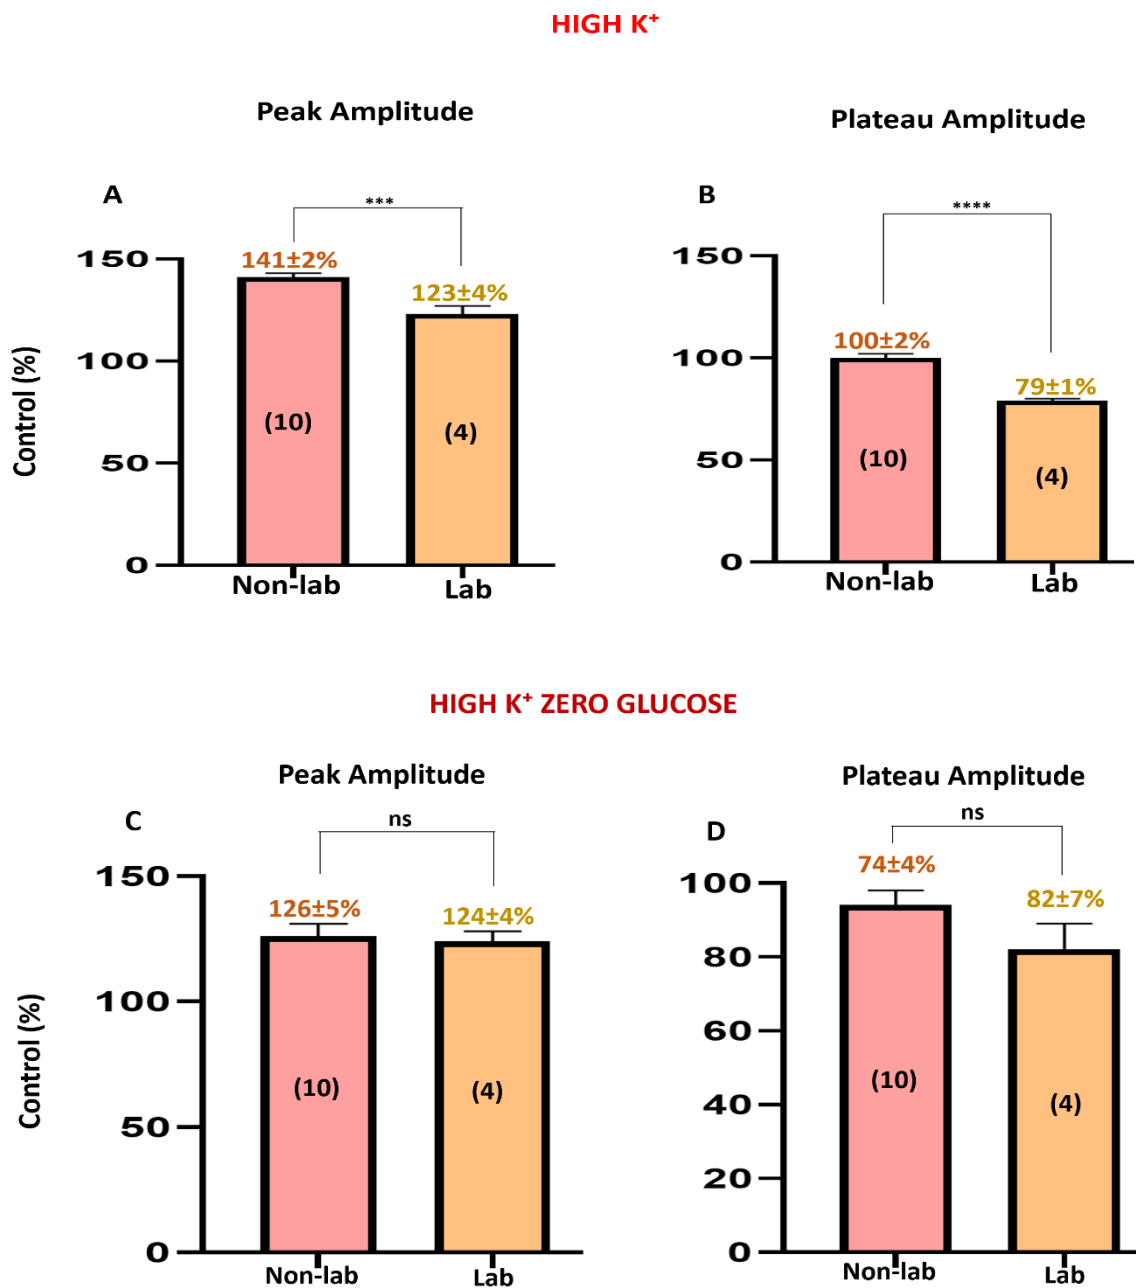 HIGH K⁺
Peak Amplitude
Plateau Amplitude
A
***
150
141±2%
123±4%
100
50
0
Control (%)
(10)
(4)
Non-lab
Lab
B
****
150
100±2%
79±1%
100
50
0
(10)
(4)
Non-lab
Lab
HIGH K⁺ ZERO GLUCOSE
Peak Amplitude
Plateau Amplitude
C
ns
150
126±5%
124±4%
100
50
0
Control (%)
(10)
(4)
Non-lab
Lab
D
ns
74±4%
82±7%
100
80
60
40
20
0
(10)
(4)
Non-lab
Lab